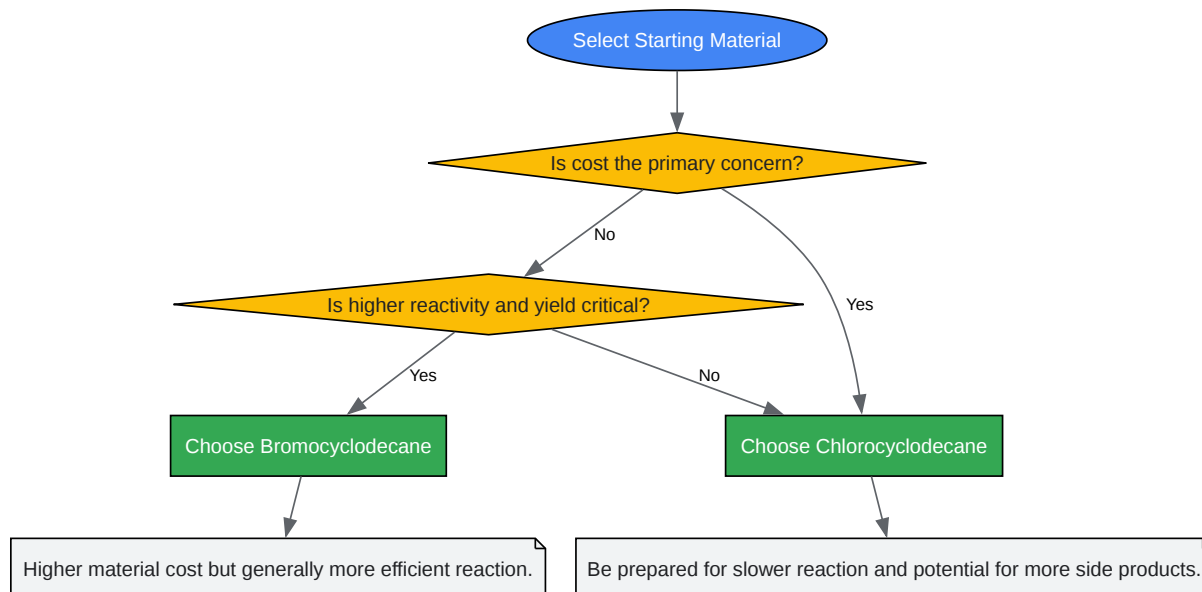 Select Starting Material
Is cost the primary concern?
No
Is higher reactivity and yield critical?
Yes
Yes
No
Choose Bromocyclodecane
Choose Chlorocyclodecane
Higher material cost but generally more efficient reaction.
Be prepared for slower reaction and potential for more side products.